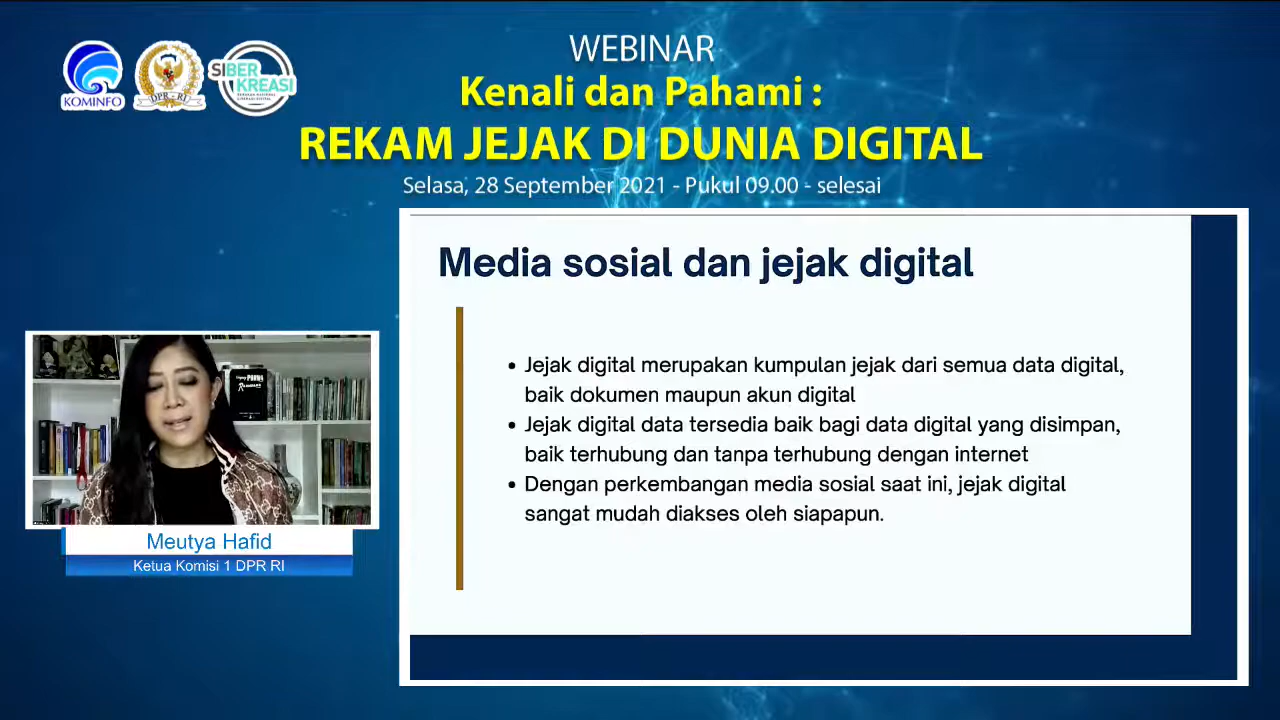 WEBINAR
Kenali dan Pahami :
REKAM JEJAK DI DUNIA DIGITAL
Selasa, 28 September 2021 - Pukul 09.00 - selesai
KOMINFO
DPR - RI
SIBER
KREASI
Media sosial dan jejak digital
• Jejak digital merupakan kumpulan jejak dari semua data digital,
baik dokumen maupun akun digital
• Jejak digital data tersedia baik bagi data digital yang disimpan,
baik terhubung dan tanpa terhubung dengan internet
• Dengan perkembangan media sosial saat ini, jejak digital
sangat mudah diakses oleh siapapun.
Meutya Hafid
Ketua Komisi 1 DPR RI